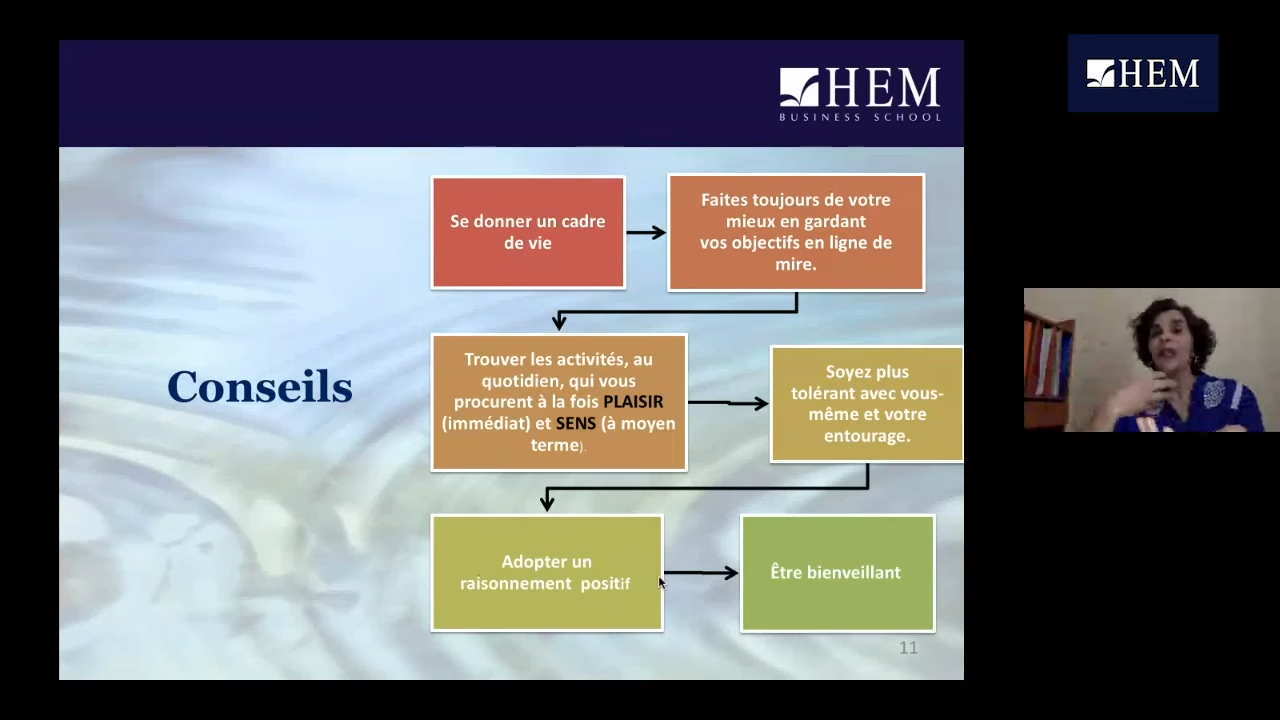 HEM
BUSINESS SCHOOL
HEM
Conseils
Se donner un cadre
de vie
Faites toujours de votre
mieux en gardant
vos objectifs en ligne de
mire.
Trouver les activités, au
quotidien, qui vous
procurent à la fois PLAISIR
(immédiat) et SENS (à moyen
terme).
Soyez plus
tolérant avec vous-
même et votre
entourage.
Adopter un
raisonnement  positif
Être bienveillant
11